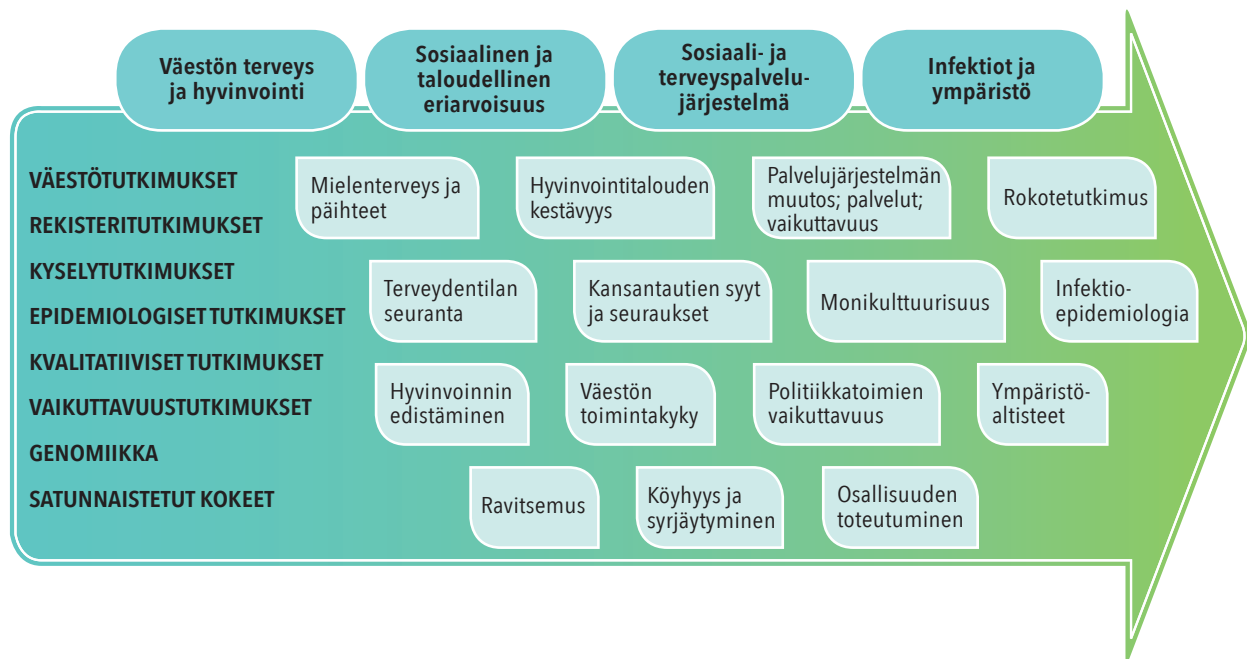 Väestön terveys
ja hyvinvointi
Sosiaalinen ja
taloudellinen
eriarvoisuus
Sosiaali- ja
terveyspalvelu-
järjestelmä
Infektiot ja
ympäristö
VÄESTÖTUTKIMUKSET
REKISTERITUTKIMUKSET
KYSELYTUTKIMUKSET
EPIDEMIOLOGISET TUTKIMUKSET
KVALITATIIVISET TUTKIMUKSET
VAIKUTTAVUUSTUTKIMUKSET
GENOMIIKKA
SATUNNAISTETUT KOKEET
Mielenterveys ja
päihteet
Hyvinvointitalouden
kestävyys
Palvelujärjestelmän
muutos; palvelut;
vaikuttavuus
Rokotetutkimus
Terveydentilan
seuranta
Kansantautien syyt
ja seuraukset
Monikulttuurisuus
Infektio-
epidemiologia
Hyvinvoinnin
edistäminen
Väestön
toimintakyky
Politiikkatoimien
vaikuttavuus
Ympäristö-
altisteet
Ravitsemus
Köyhyys ja
syrjäytyminen
Osallisuuden
toteutuminen